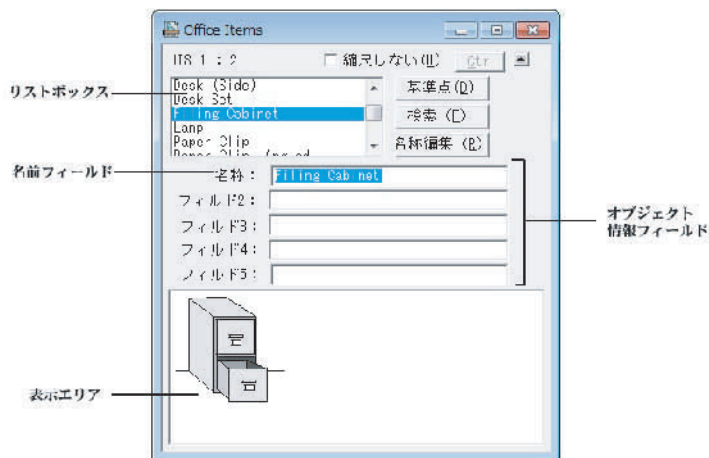 Office Items
1 : 2
縮尺しない(U)
Ctr
リストボックス
Desk (Side)
Desk Set
Filing Cabinet
Lamp
Paper Clip
基準点(D)
検索 (E)
名称編集 (R)
名前フィールド
名称：
Filing Cabinet
フィールド2：
フィールド3：
フィールド4：
フィールド5：
オブジェクト
情報フィールド
表示エリア